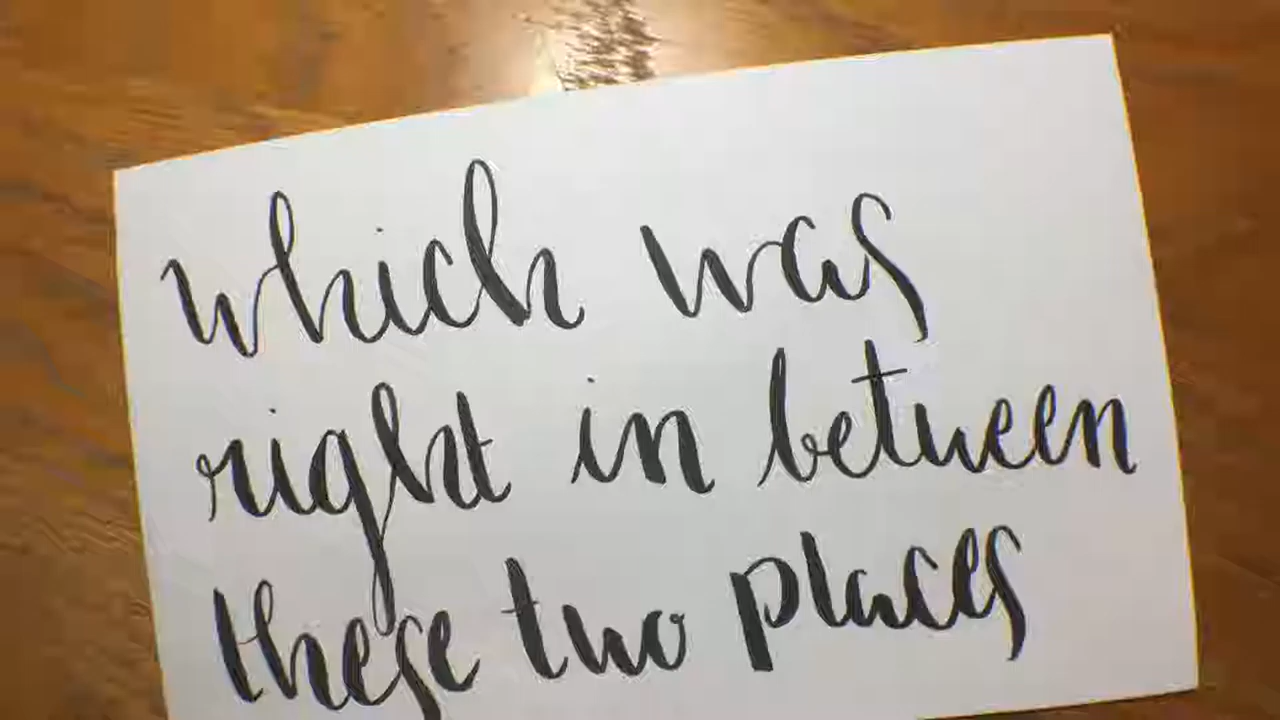 which was
right in between
these two places